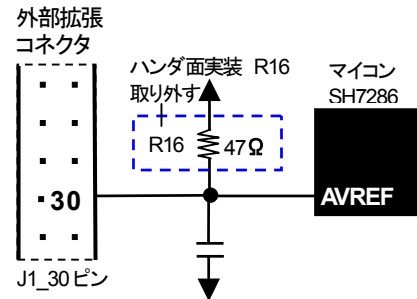 外部拡張
コネクタ
ハンダ面実装 R16
取り外す
マイコン
SH7286
R16
47Ω
30
AVREF
J1_30ピン